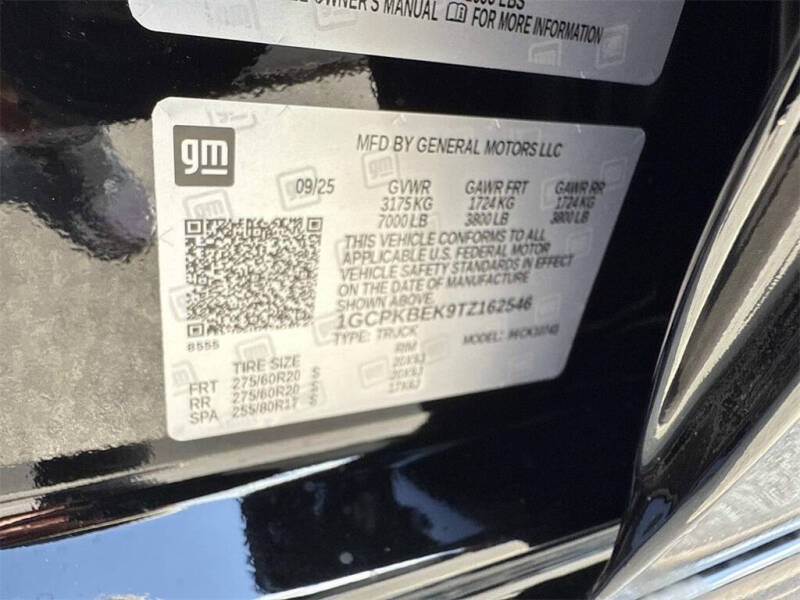 OWNER'S MANUAL FOR MORE INFORMATION
gm
MFD BY GENERAL MOTORS LLC
09/25 GVWR GAWR FRT GAWR RR
3175 KG 1724 KG 1724 KG
7000 LB 3800 LB 3800 LB
THIS VEHICLE CONFORMS TO ALL
APPLICABLE U.S. FEDERAL MOTOR
VEHICLE SAFETY STANDARDS IN EFFECT
ON THE DATE OF MANUFACTURE
SHOWN ABOVE.
1GCPKBEK9TZ162546
TYPE: TRUCK MODEL:
8555
TIRE SIZE RIM
FRT 275/60R20 S 20X9J
RR 275/60R20 S 20X9J
SPA 255/80R17 S